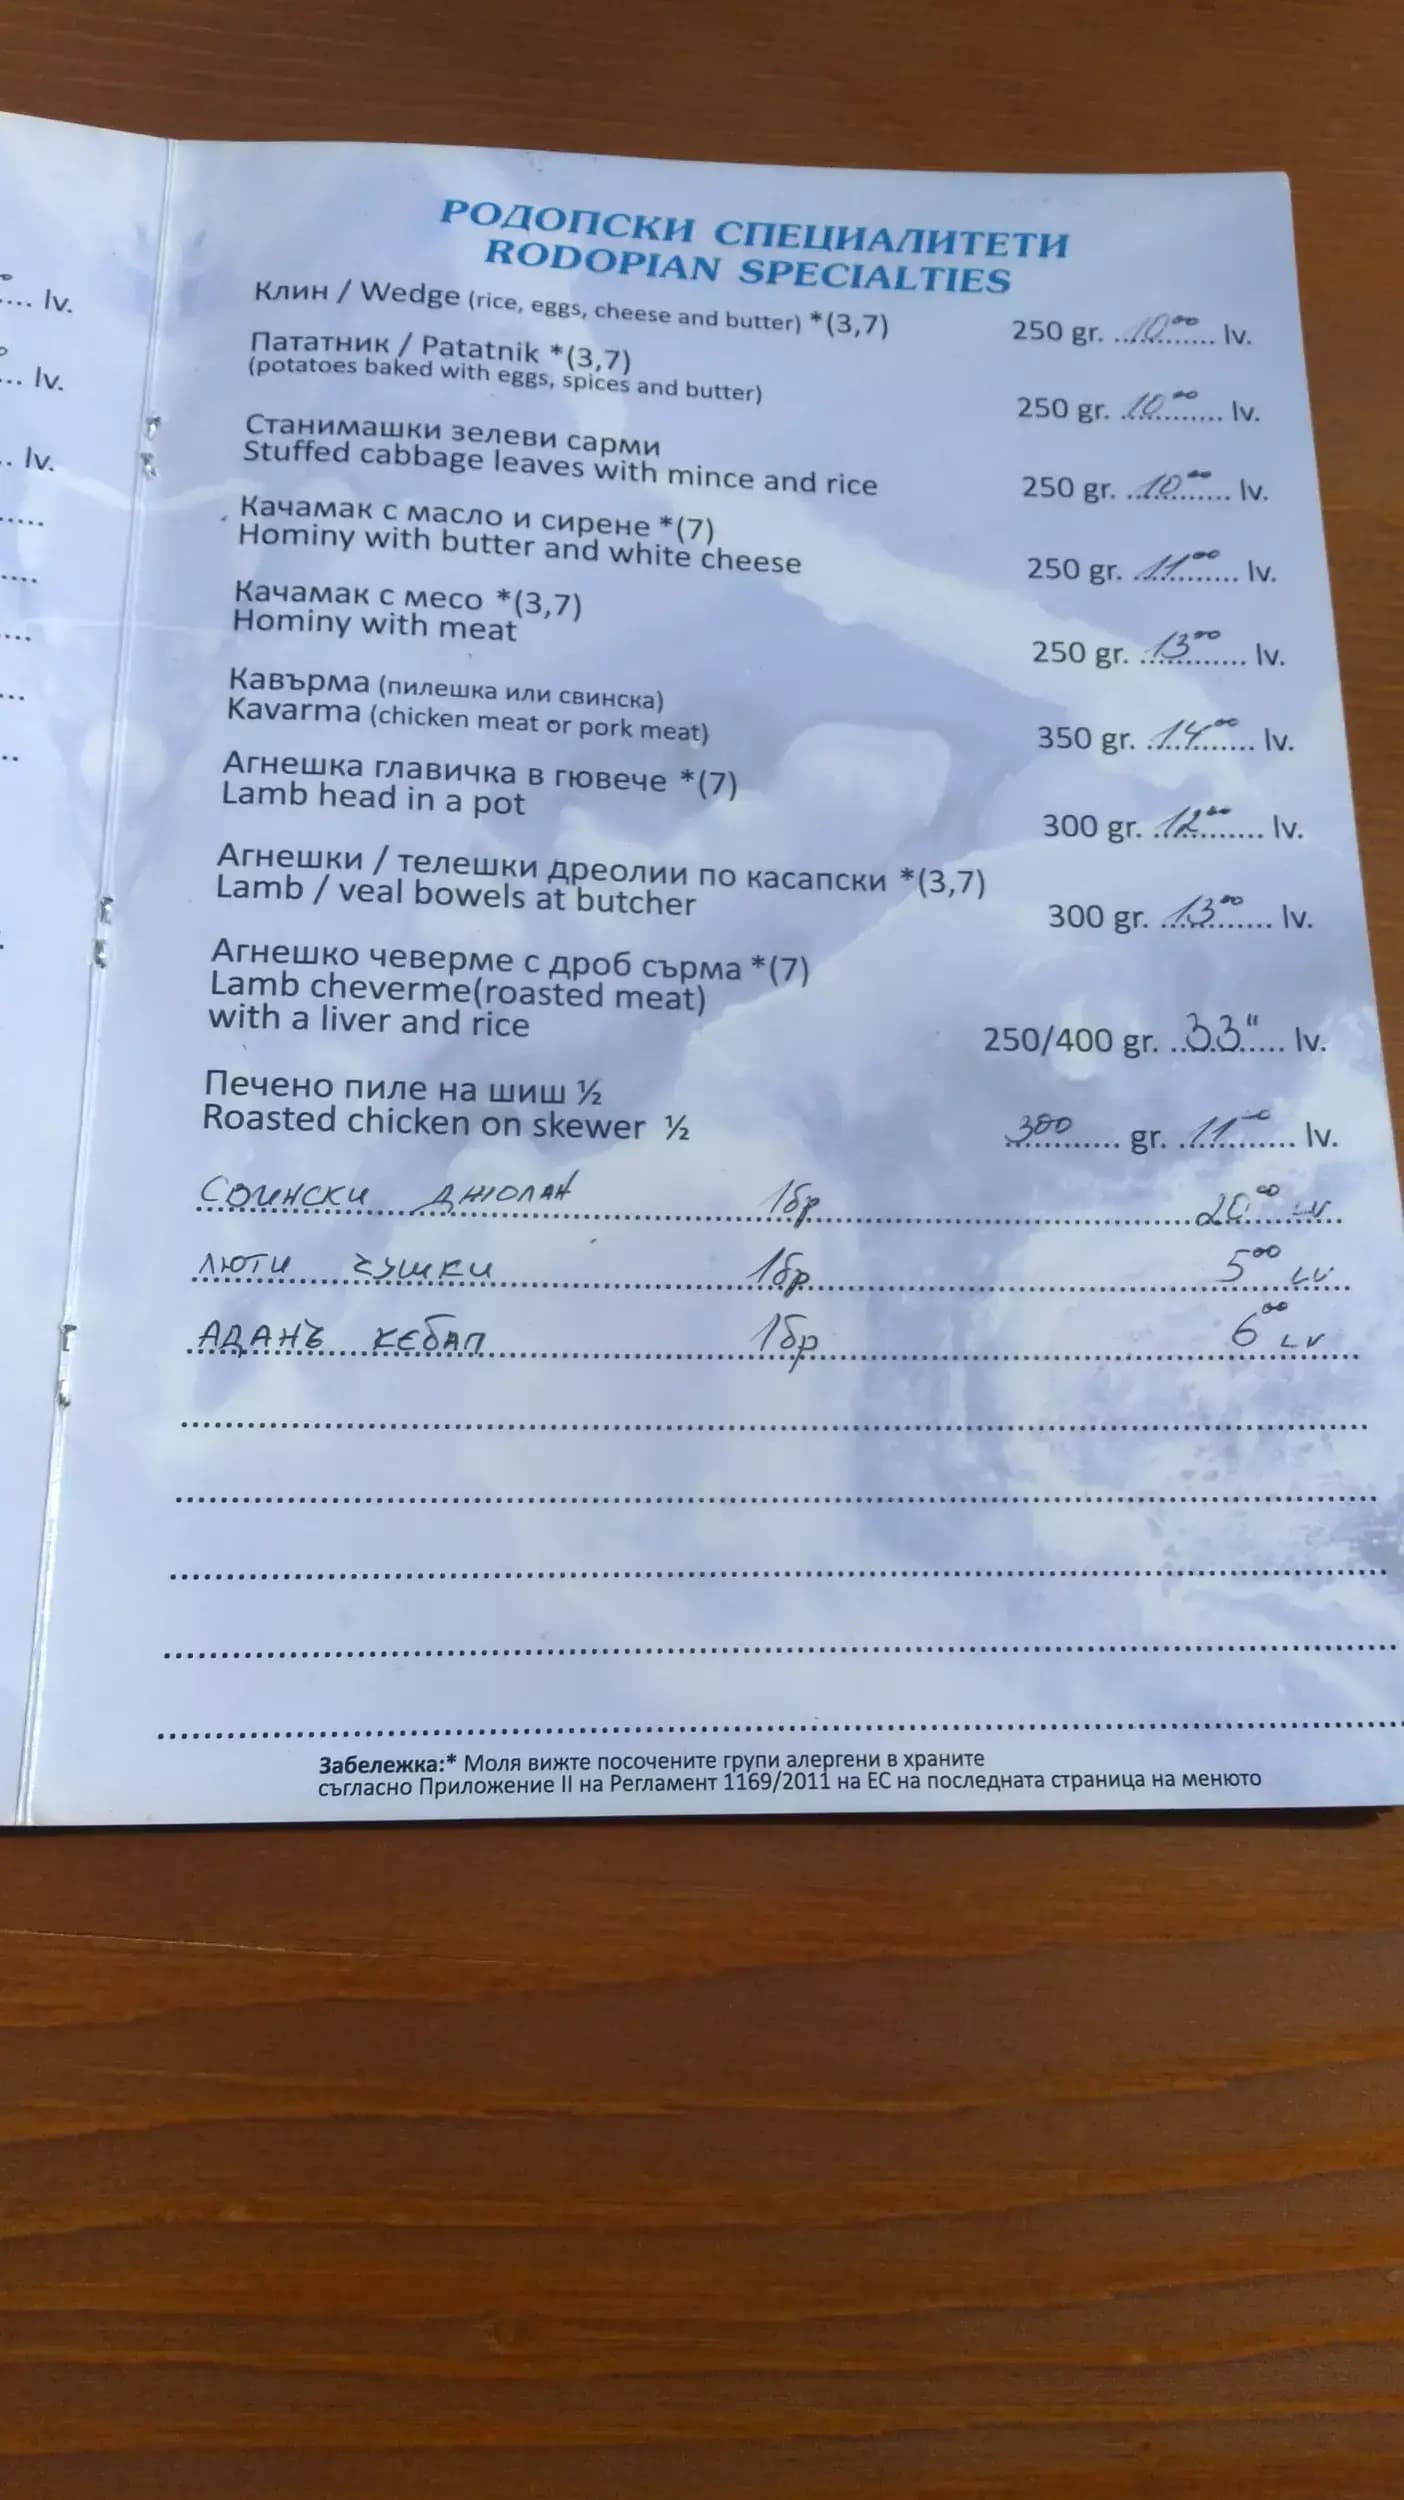 РОДОПСКИ СПЕЦИАЛИТЕТИ
RODOPIAN SPECIALTIES
Клин / Wedge (rice, eggs, cheese and butter) *(3,7) 250 gr. ..10.00.. lv.
Пататник / Patatnik *(3,7)
(potatoes baked with eggs, spices and butter) 250 gr. ..10.00.. lv.
Станимашки зелеви сарми
Stuffed cabbage leaves with mince and rice 250 gr. ..10.00.. lv.
Качамак с масло и сирене *(7)
Hominy with butter and white cheese 250 gr. ..11.00.. lv.
Качамак с месо *(3,7)
Hominy with meat 250 gr. ..13.00.. lv.
Кавърма (пилешка или свинска)
Kavarma (chicken meat or pork meat) 350 gr. ..14.00.. lv.
Агнешка главичка в гювече *(7)
Lamb head in a pot 300 gr. ..12.00.. lv.
Агнешки / телешки дреолии по касапски *(3,7)
Lamb / veal bowels at butcher 300 gr. ..13.00.. lv.
Агнешко чеверме с дроб сърма *(7)
Lamb cheverme(roasted meat)
with a liver and rice 250/400 gr. ..33.. lv.
Печено пиле на шиш ½
Roasted chicken on skewer ½ 300 gr. ..11.00.. lv.
Свински джолан 1бр 20.00 LV
люти чушки 1бр 5.00 LV
АДАНЪ КЕбАП 1бр 6.00 LV
Забележка:* Моля вижте посочените групи алергени в храните
съгласно Приложение II на Регламент 1169/2011 на ЕС на последната страница на менюто
lv.
lv.
lv.